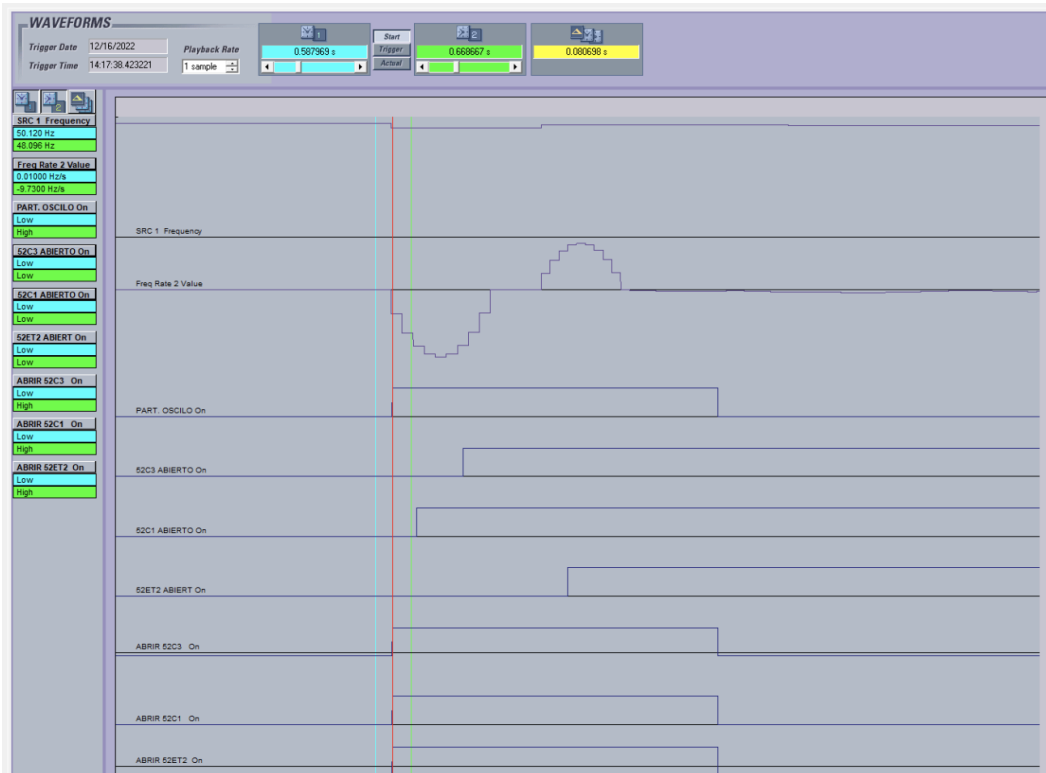 WAVEFORMS
Trigger Date 12/16/2022
Playback Rate
Trigger Time 14:17:38.423221
1 sample
1
0.587969 s
Start
Trigger
Actual
2
0.668667 s
0.080698 s
SRC 1 Frequency
50.120 Hz
48.096 Hz
Freq Rate 2 Value
0.01000 Hz/s
-9.7300 Hz/s
PART. OSCILO On
Low
High
52C3 ABIERTO On
Low
Low
52C1 ABIERTO On
Low
Low
52ET2 ABIERT On
Low
Low
ABRIR 52C3 On
Low
High
ABRIR 52C1 On
Low
High
ABRIR 52ET2 On
Low
High
SRC 1 Frequency
Freq Rate 2 Value
PART. OSCILO On
52C3 ABIERTO On
52C1 ABIERTO On
52ET2 ABIERT On
ABRIR 52C3 On
ABRIR 52C1 On
ABRIR 52ET2 On